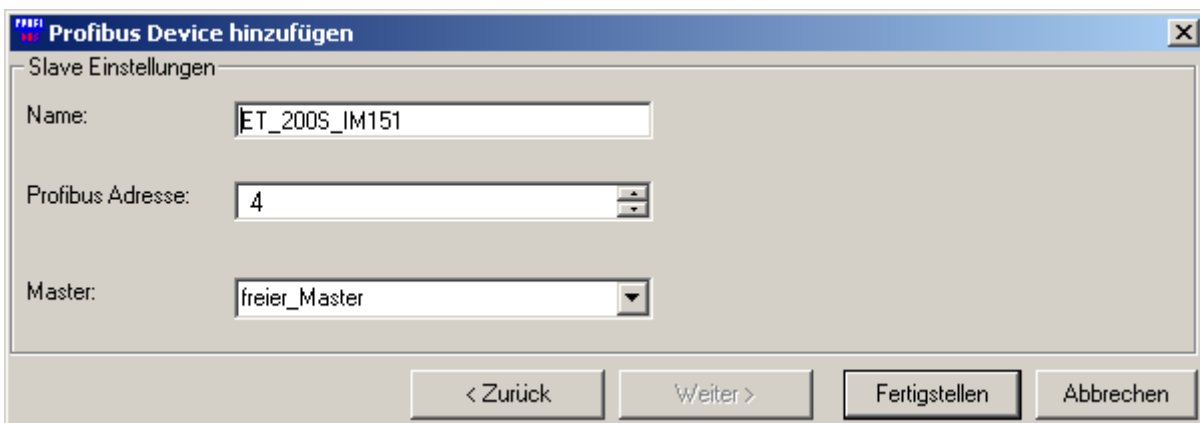 Profibus Device hinzufügen
Slave Einstellungen
Name: ET_200S_IM151
Profibus Adresse: 4
Master: freier_Master
< Zurück Weiter > Fertigstellen Abbrechen